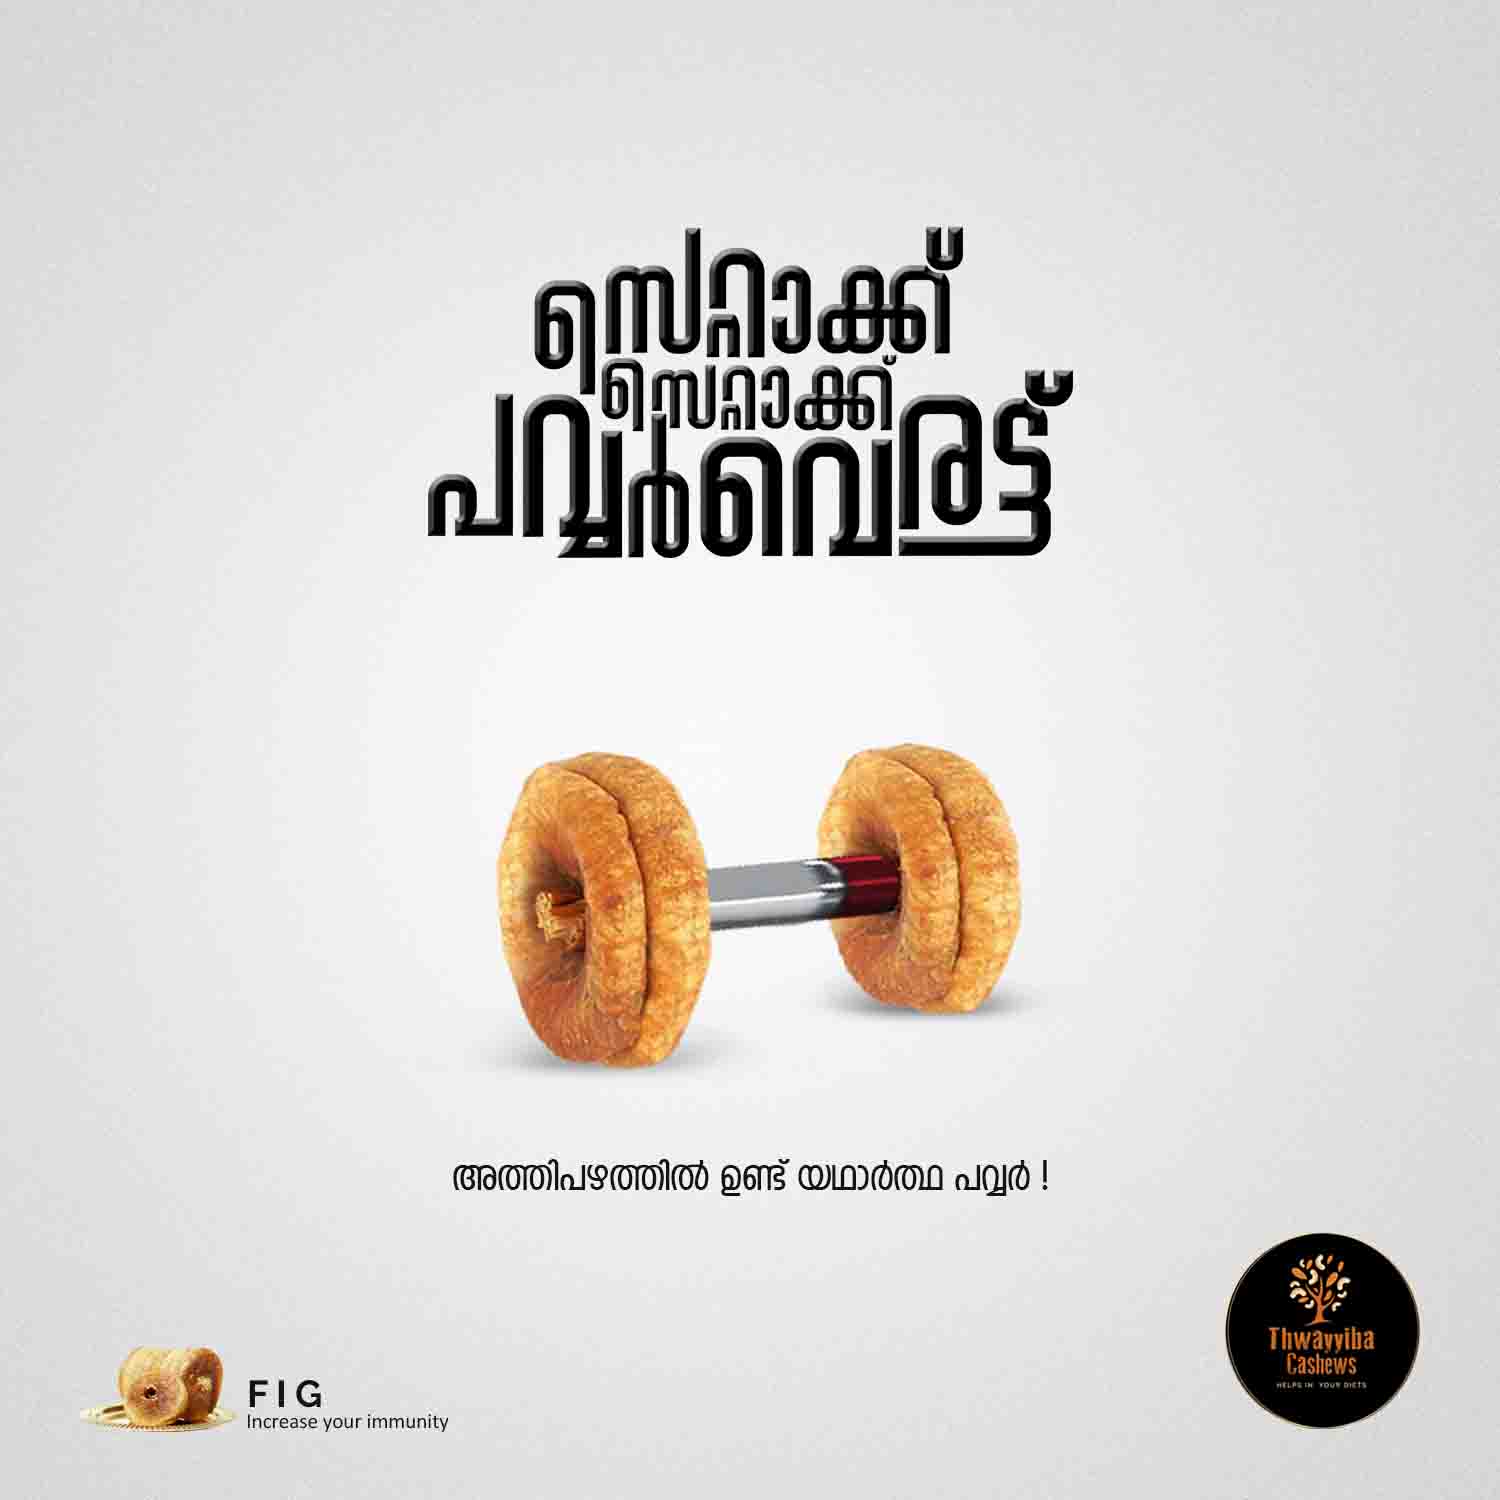 സെറ്റാക്ക്
സെറ്റാക്ക്
പവ്വർവെരട്ട്
അത്തിപഴത്തിൽ ഉണ്ട് യഥാർത്ഥ പവ്വർ !
Thwayyiba
Cashews
HELPS IN YOUR DIETS
FIG
Increase your immunity